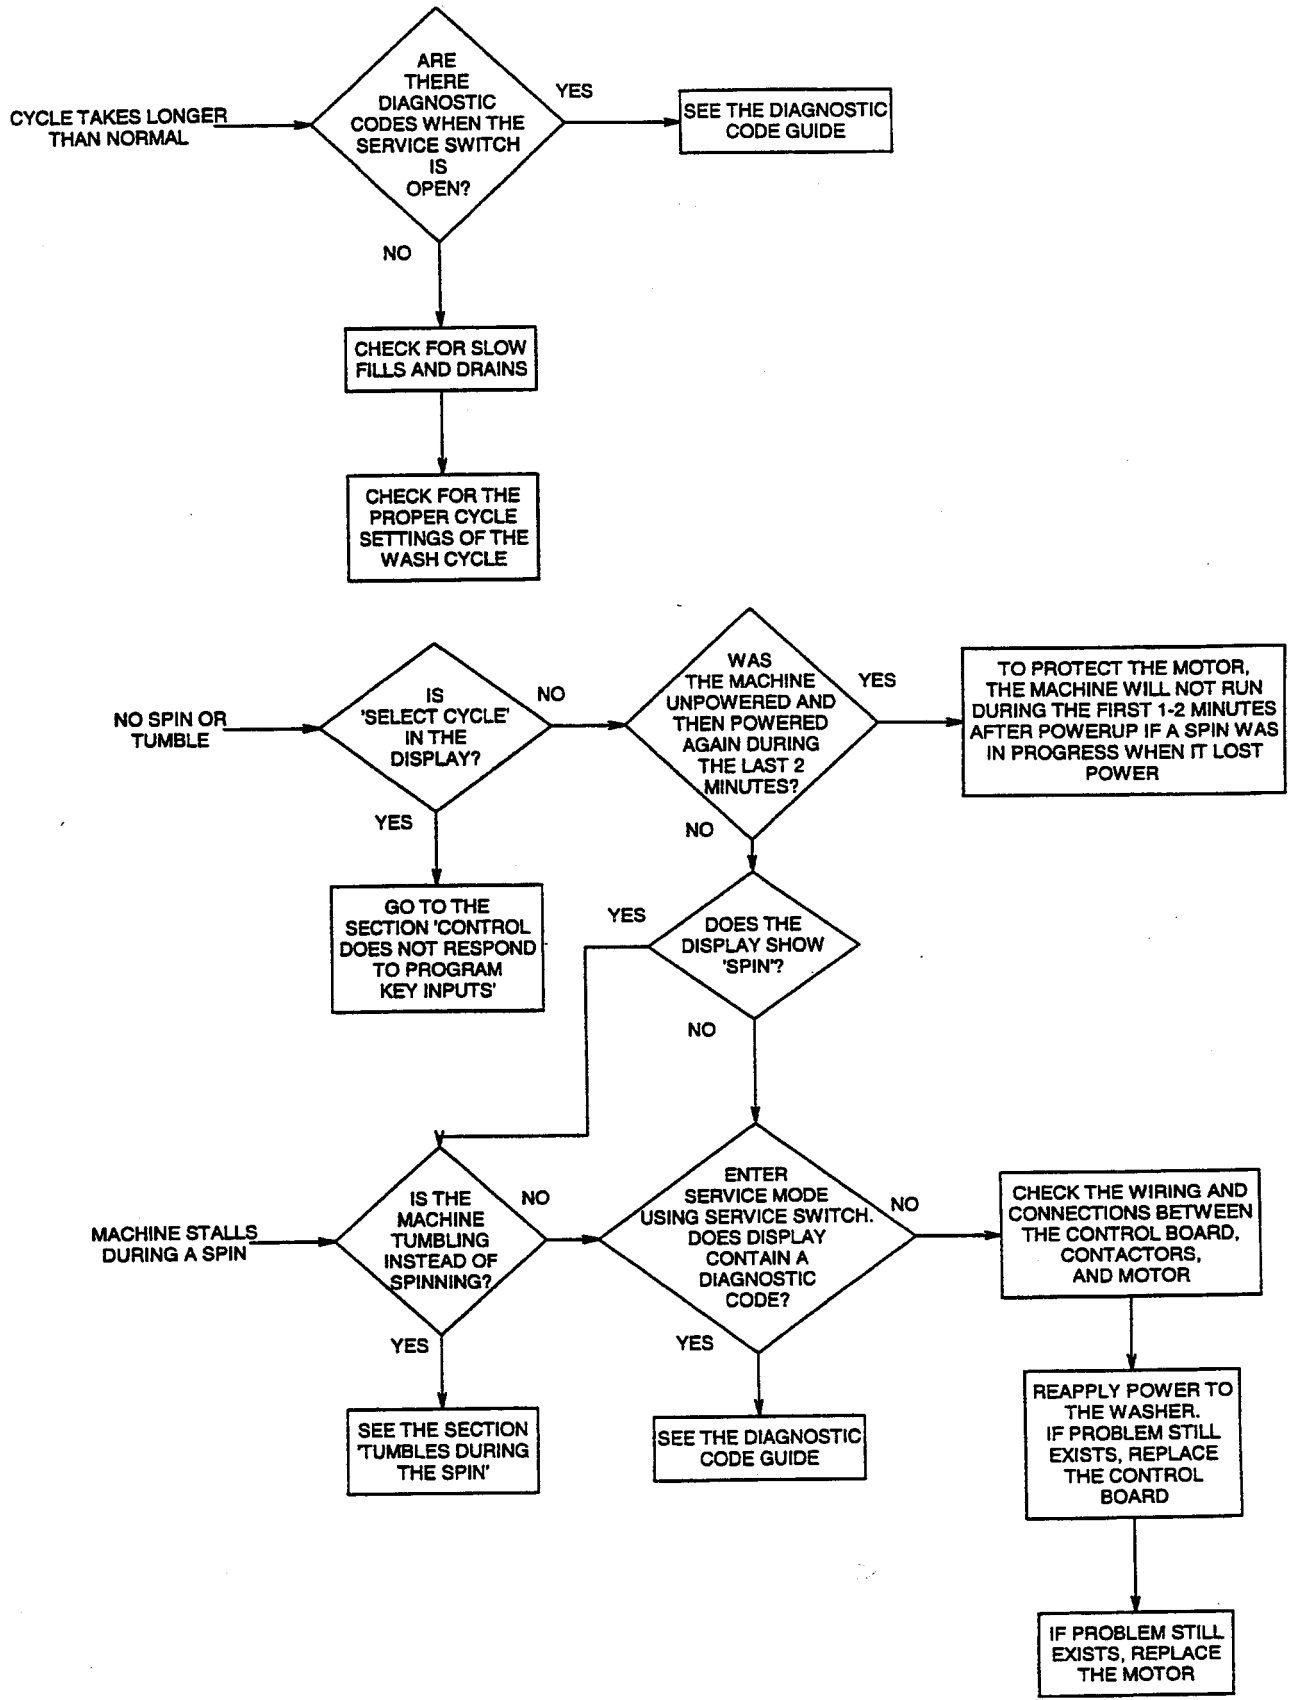 CYCLE TAKES LONGER
THAN NORMAL
ARE
THERE
DIAGNOSTIC
CODES WHEN THE
SERVICE SWITCH
IS
OPEN?
YES
SEE THE DIAGNOSTIC
CODE GUIDE
NO
CHECK FOR SLOW
FILLS AND DRAINS
CHECK FOR THE
PROPER CYCLE
SETTINGS OF THE
WASH CYCLE
NO SPIN OR
TUMBLE
IS
'SELECT CYCLE'
IN THE
DISPLAY?
NO
WAS
THE MACHINE
UNPOWERED AND
THEN POWERED
AGAIN DURING
THE LAST 2
MINUTES?
YES
TO PROTECT THE MOTOR,
THE MACHINE WILL NOT RUN
DURING THE FIRST 1-2 MINUTES
AFTER POWERUP IF A SPIN WAS
IN PROGRESS WHEN IT LOST
POWER
YES
GO TO THE
SECTION 'CONTROL
DOES NOT RESPOND
TO PROGRAM
KEY INPUTS'
NO
DOES THE
DISPLAY SHOW
'SPIN'?
YES
NO
MACHINE STALLS
DURING A SPIN
IS THE
MACHINE
TUMBLING
INSTEAD OF
SPINNING?
NO
ENTER
SERVICE MODE
USING SERVICE SWITCH.
DOES DISPLAY
CONTAIN A
DIAGNOSTIC
CODE?
NO
CHECK THE WIRING AND
CONNECTIONS BETWEEN
THE CONTROL BOARD,
CONTACTORS,
AND MOTOR
YES
SEE THE SECTION
'TUMBLES DURING
THE SPIN'
YES
SEE THE DIAGNOSTIC
CODE GUIDE
REAPPLY POWER TO
THE WASHER.
IF PROBLEM STILL
EXISTS, REPLACE
THE CONTROL
BOARD
IF PROBLEM STILL
EXISTS, REPLACE
THE MOTOR